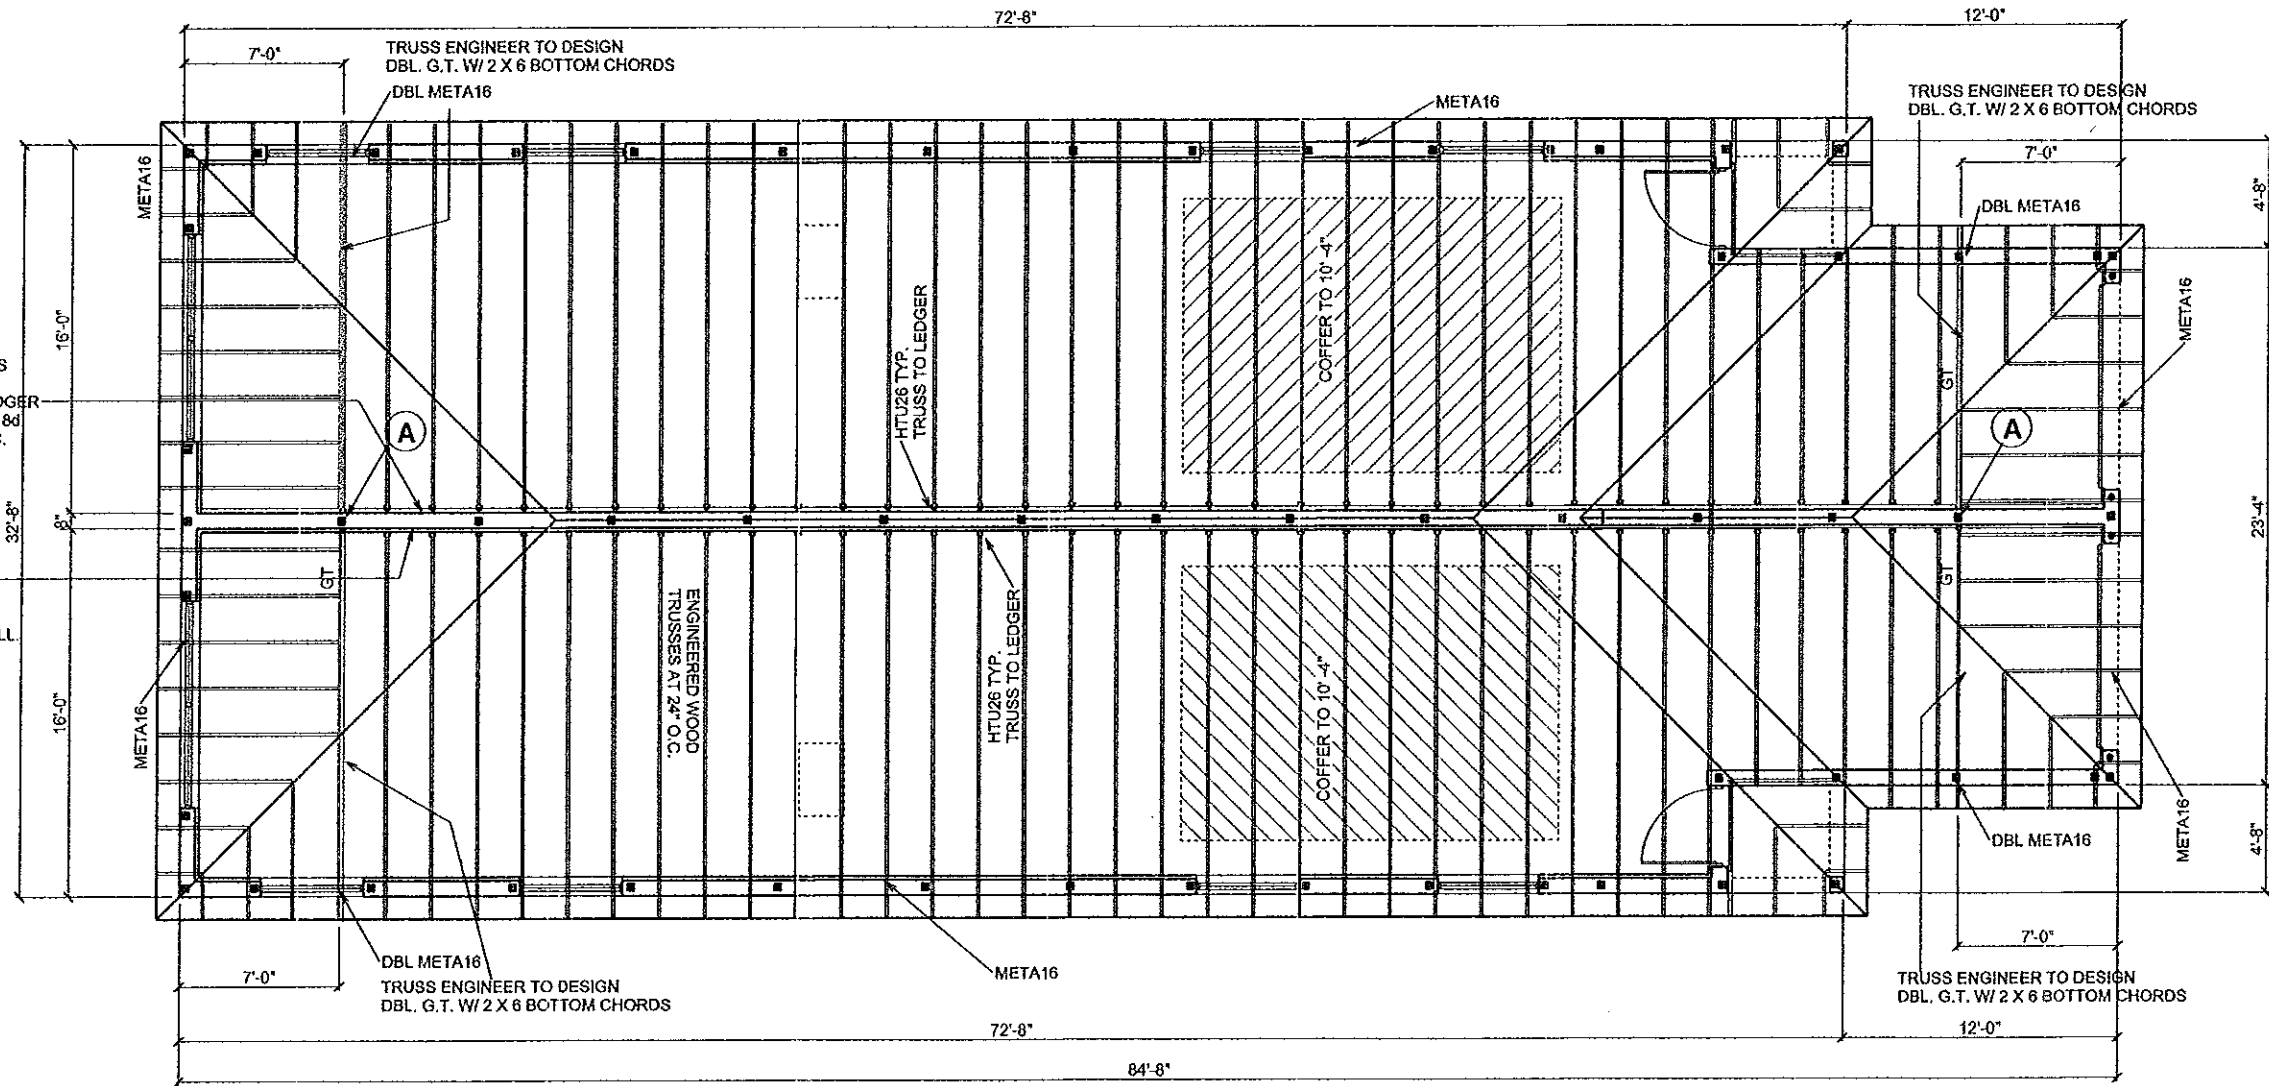 72'-8"
12'-0"
7'-0"
TRUSS ENGINEER TO DESIGN
DBL. G.T. W/ 2 X 6 BOTTOM CHORDS
DBL META16
META16
TRUSS ENGINEER TO DESIGN
DBL. G.T. W/ 2 X 6 BOTTOM CHORDS
7'-0"
META16
DBL META16
4'-8"
COFFER TO 10' -4"
META16
16'-0"
HTU26 TYP.
TRUSS TO LEDGER
GT
8d
A
A
8"
32'-8"
23'-4"
GT
GT
ENGINEERED WOOD
TRUSSES AT 24" O.C.
HTU26 TYP.
TRUSS TO LEDGER
COFFER TO 10' -4"
16'-0"
META16
META16
DBL META16
4'-8"
7'-0"
DBL META16
TRUSS ENGINEER TO DESIGN
DBL. G.T. W/ 2 X 6 BOTTOM CHORDS
META16
7'-0"
TRUSS ENGINEER TO DESIGN
DBL. G.T. W/ 2 X 6 BOTTOM CHORDS
72'-8"
12'-0"
84'-8"